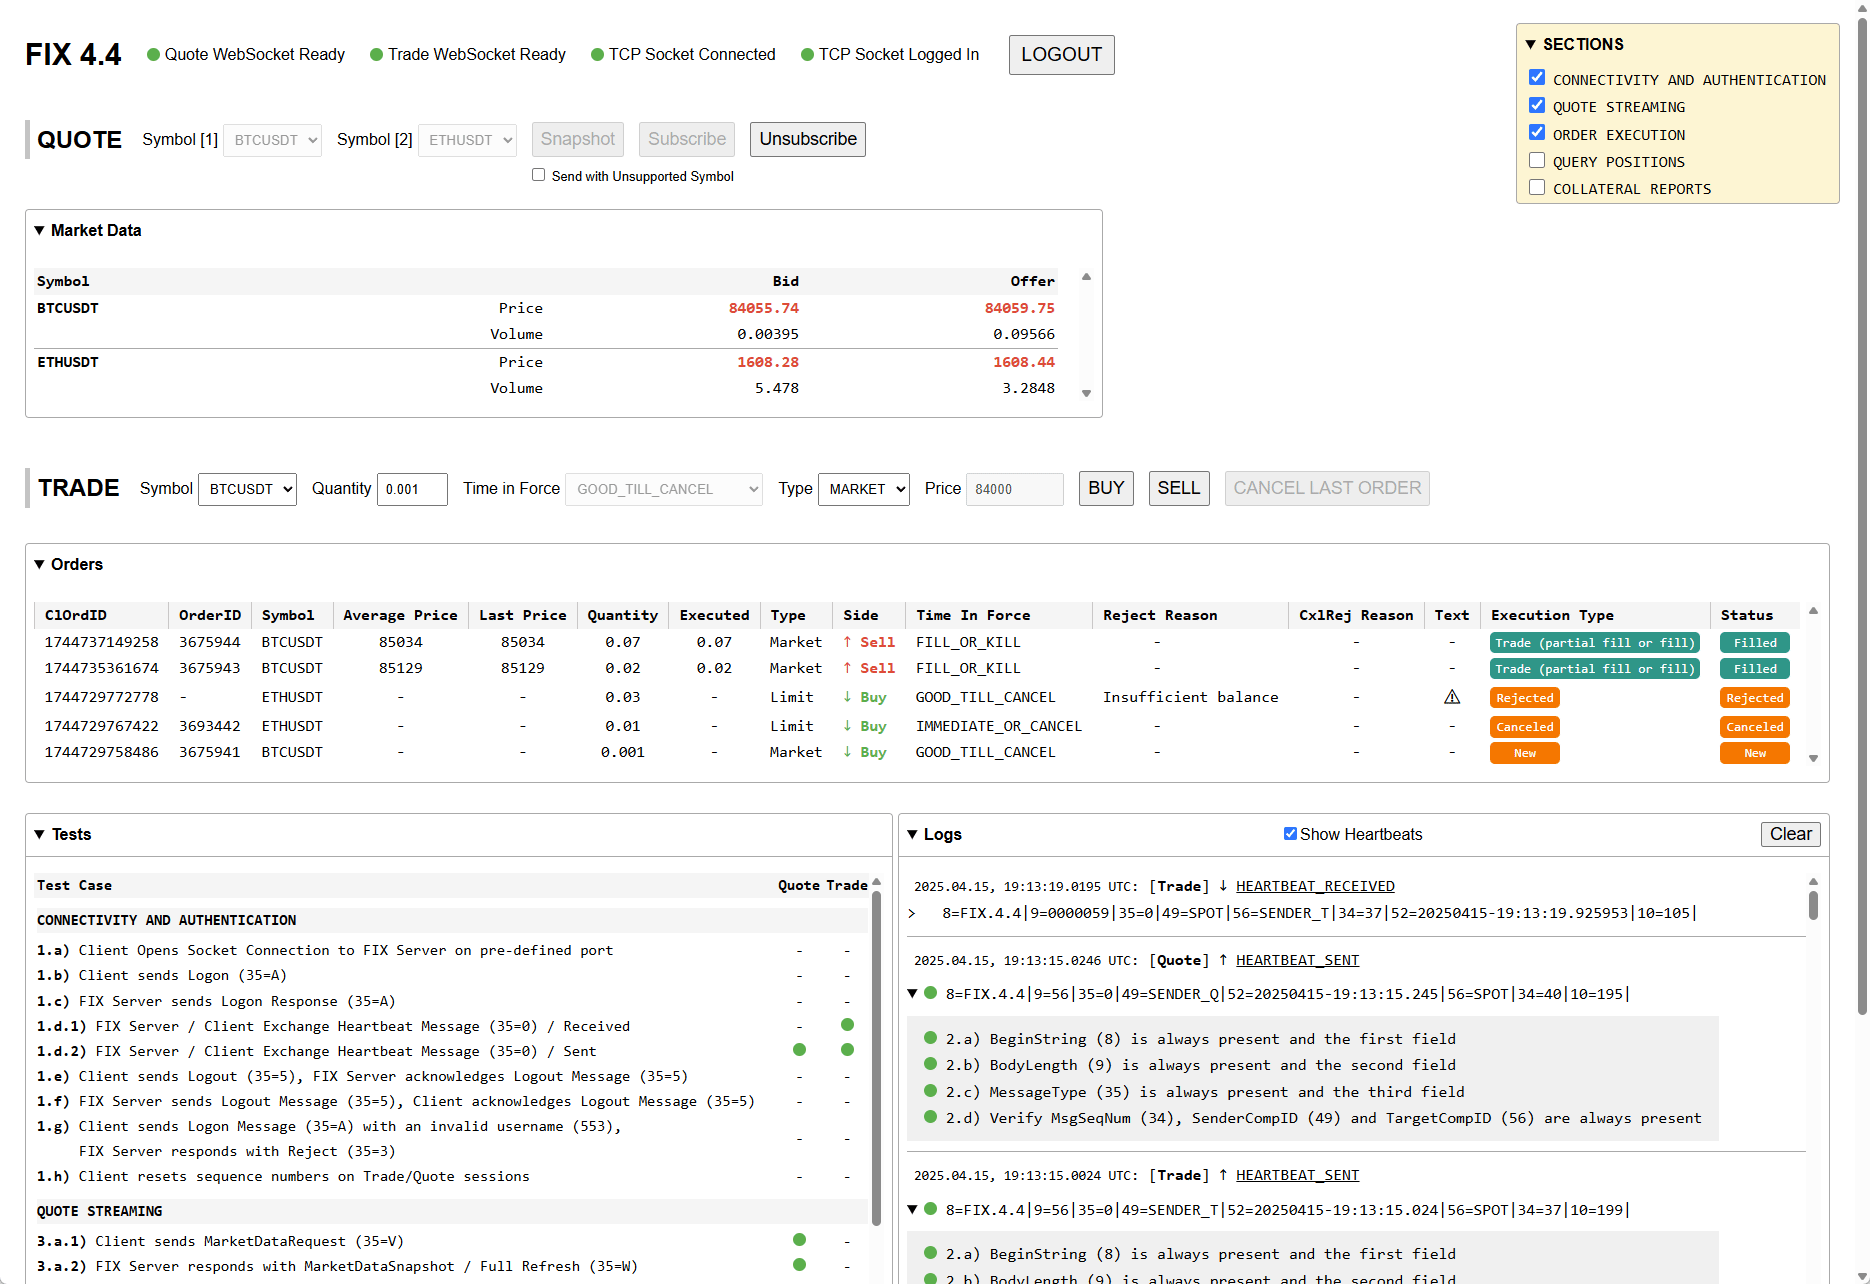 FIX 4.4 Quote WebSocket Ready Trade WebSocket Ready TCP Socket Connected TCP Socket Logged In LOGOUT
▼ SECTIONS
CONNECTIVITY AND AUTHENTICATION
QUOTE STREAMING
ORDER EXECUTION
QUERY POSITIONS
COLLATERAL REPORTS
QUOTE Symbol [1] BTCUSDT Symbol [2] ETHUSDT Snapshot Subscribe Unsubscribe
Send with Unsupported Symbol
▼ Market Data
Symbol Bid Offer
BTCUSDT Price 84055.74 84059.75
Volume 0.00395 0.09566
ETHUSDT Price 1608.28 1608.44
Volume 5.478 3.2848
TRADE Symbol BTCUSDT Quantity 0.001 Time in Force GOOD_TILL_CANCEL Type MARKET Price 84000 BUY SELL CANCEL LAST ORDER
▼ Orders
ClOrdID OrderID Symbol Average Price Last Price Quantity Executed Type Side Time In Force Reject Reason CxlRej Reason Text Execution Type Status
1744737149258 3675944 BTCUSDT 85034 85034 0.07 0.07 Market ↑ Sell FILL_OR_KILL - - - Trade (partial fill or fill) Filled
1744735361674 3675943 BTCUSDT 85129 85129 0.02 0.02 Market ↑ Sell FILL_OR_KILL - - - Trade (partial fill or fill) Filled
1744729772778 - ETHUSDT - - 0.03 - Limit ↓ Buy GOOD_TILL_CANCEL Insufficient balance - ⚠ Rejected Rejected
1744729767422 3693442 ETHUSDT - - 0.01 - Limit ↓ Buy IMMEDIATE_OR_CANCEL - - - Canceled Canceled
1744729758486 3675941 BTCUSDT - - 0.001 - Market ↓ Buy GOOD_TILL_CANCEL - - - New New
▼ Tests
Test Case Quote Trade
CONNECTIVITY AND AUTHENTICATION
1.a) Client Opens Socket Connection to FIX Server on pre-defined port - -
1.b) Client sends Logon (35=A) - -
1.c) FIX Server sends Logon Response (35=A) - -
1.d.1) FIX Server / Client Exchange Heartbeat Message (35=0) / Received -
1.d.2) FIX Server / Client Exchange Heartbeat Message (35=0) / Sent
1.e) Client sends Logout (35=5), FIX Server acknowledges Logout Message (35=5) - -
1.f) FIX Server sends Logout Message (35=5), Client acknowledges Logout Message (35=5) - -
1.g) Client sends Logon Message (35=A) with an invalid username (553),
FIX Server responds with Reject (35=3) - -
1.h) Client resets sequence numbers on Trade/Quote sessions - -
QUOTE STREAMING
3.a.1) Client sends MarketDataRequest (35=V) -
3.a.2) FIX Server responds with MarketDataSnapshot / Full Refresh (35=W) -
▼ Logs Show Heartbeats Clear
2025.04.15, 19:13:19.0195 UTC: [Trade] ↓ HEARTBEAT_RECEIVED
> 8=FIX.4.4|9=0000059|35=0|49=SPOT|56=SENDER_T|34=37|52=20250415-19:13:19.925953|10=105|
2025.04.15, 19:13:15.0246 UTC: [Quote] ↑ HEARTBEAT_SENT
▼ 8=FIX.4.4|9=56|35=0|49=SENDER_Q|52=20250415-19:13:15.245|56=SPOT|34=40|10=195|
2.a) BeginString (8) is always present and the first field
2.b) BodyLength (9) is always present and the second field
2.c) MessageType (35) is always present and the third field
2.d) Verify MsgSeqNum (34), SenderCompID (49) and TargetCompID (56) are always present
2025.04.15, 19:13:15.0024 UTC: [Trade] ↑ HEARTBEAT_SENT
▼ 8=FIX.4.4|9=56|35=0|49=SENDER_T|52=20250415-19:13:15.024|56=SPOT|34=37|10=199|
2.a) BeginString (8) is always present and the first field
2.b) BodyLength (9) is always present and the second field